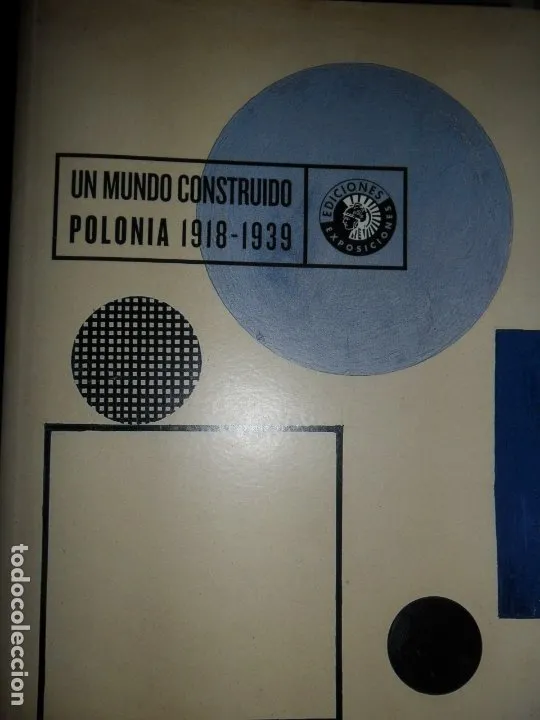 UN MUNDO CONSTRUIDO
POLONIA 1918-1939
EDICIONES
EXPOSICIONES
todocoleccion